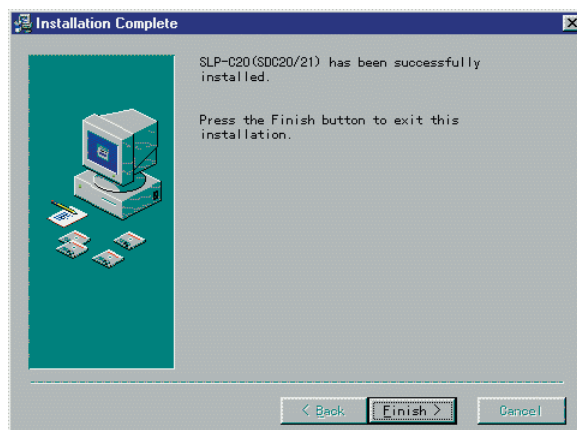 Installation Complete
SLP-C20(SDC20/21) has been successfully
installed.
Press the Finish button to exit this
installation.
< Back
Finish >
Cancel